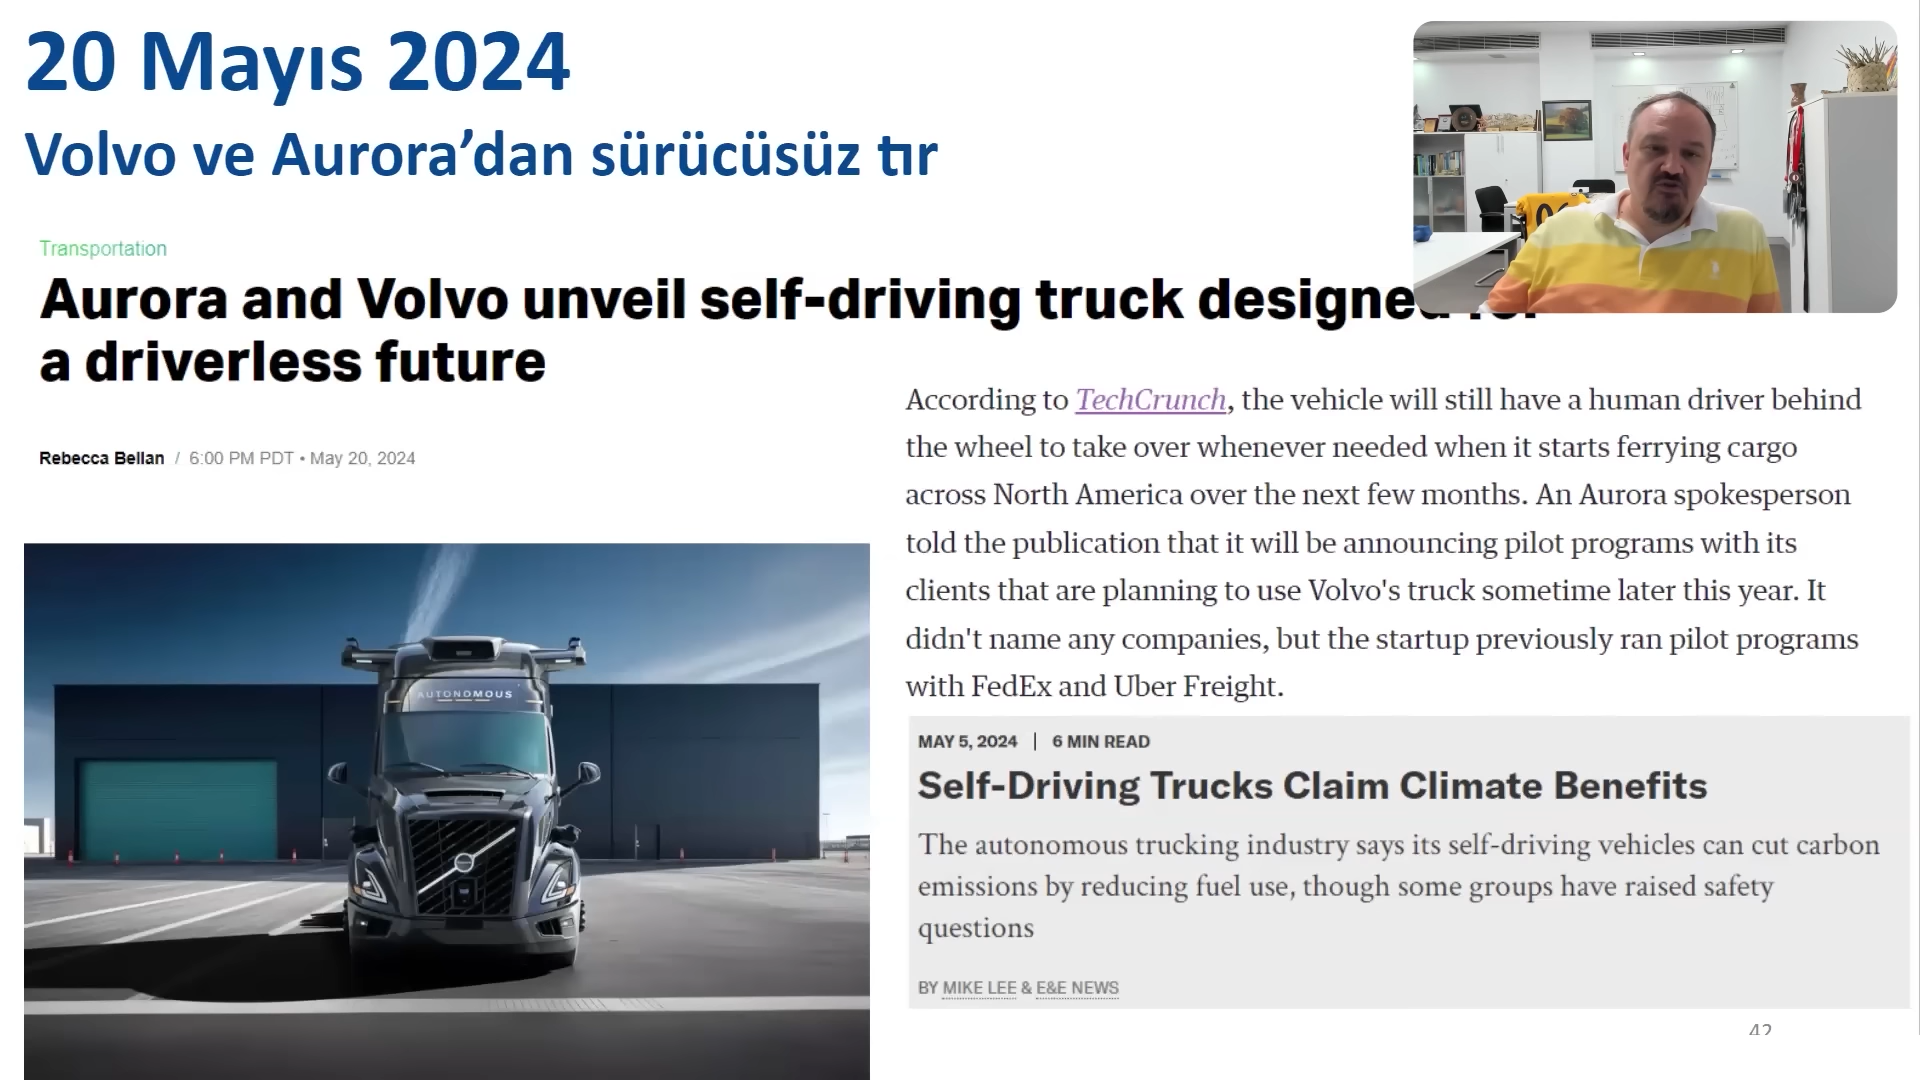 20 Mayıs 2024
Volvo ve Aurora’dan sürücüsüz tır
Transportation
Aurora and Volvo unveil self-driving truck designed for
a driverless future
Rebecca Bellan / 6:00 PM PDT • May 20, 2024
According to TechCrunch, the vehicle will still have a human driver behind
the wheel to take over whenever needed when it starts ferrying cargo
across North America over the next few months. An Aurora spokesperson
told the publication that it will be announcing pilot programs with its
clients that are planning to use Volvo's truck sometime later this year. It
didn't name any companies, but the startup previously ran pilot programs
with FedEx and Uber Freight.
AUTONOMOUS
MAY 5, 2024 | 6 MIN READ
Self-Driving Trucks Claim Climate Benefits
The autonomous trucking industry says its self-driving vehicles can cut carbon
emissions by reducing fuel use, though some groups have raised safety
questions
BY MIKE LEE & E&E NEWS
42